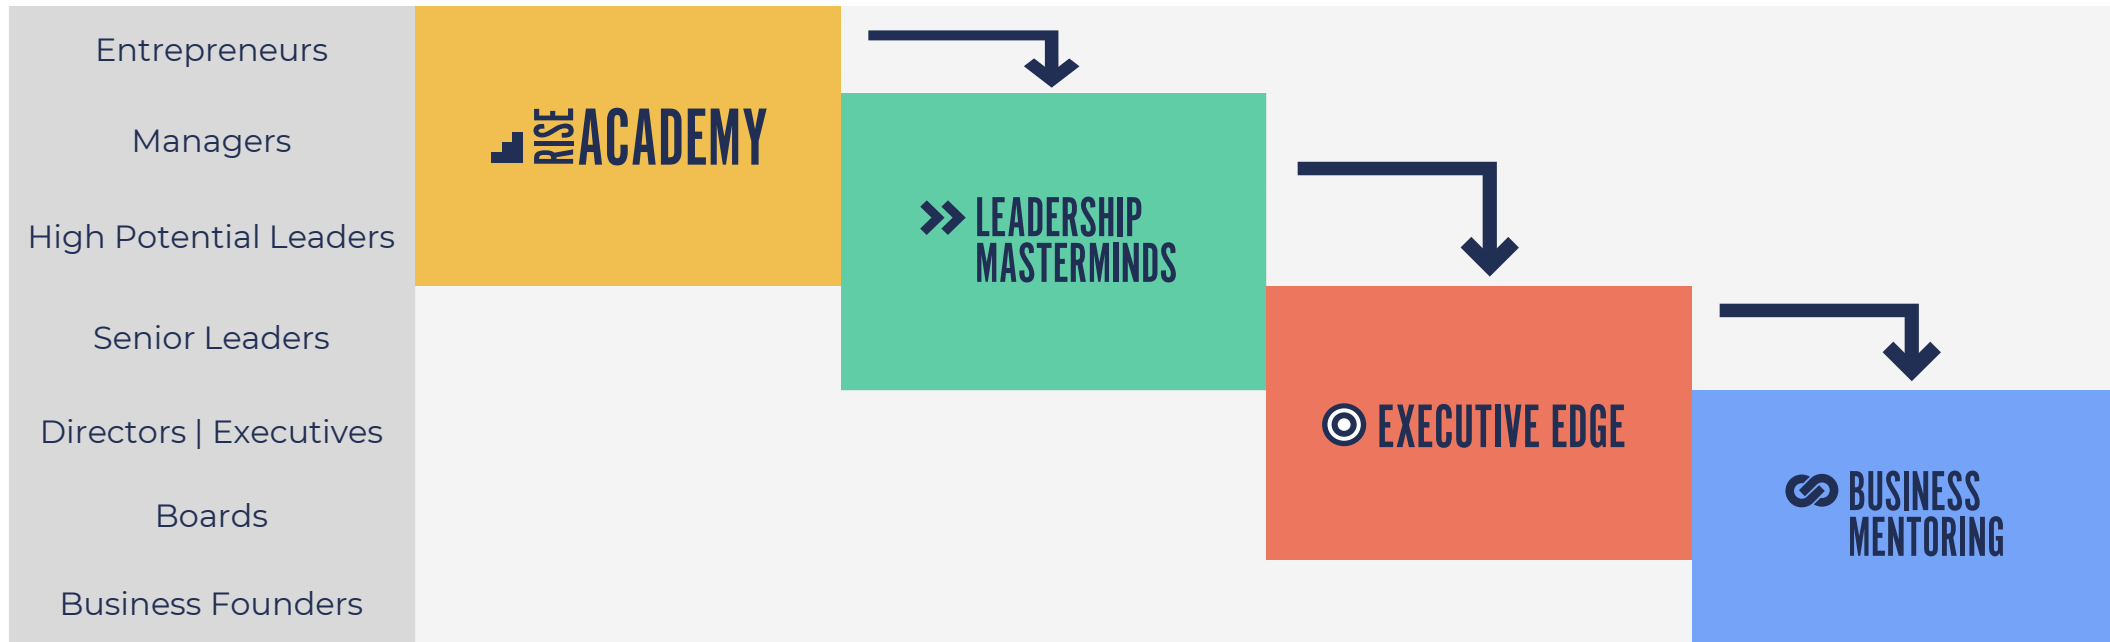 Entrepreneurs
Managers
High Potential Leaders
Senior Leaders
Directors | Executives
Boards
Business Founders
RISE ACADEMY
LEADERSHIP
MASTERMINDS
EXECUTIVE EDGE
BUSINESS
MENTORING